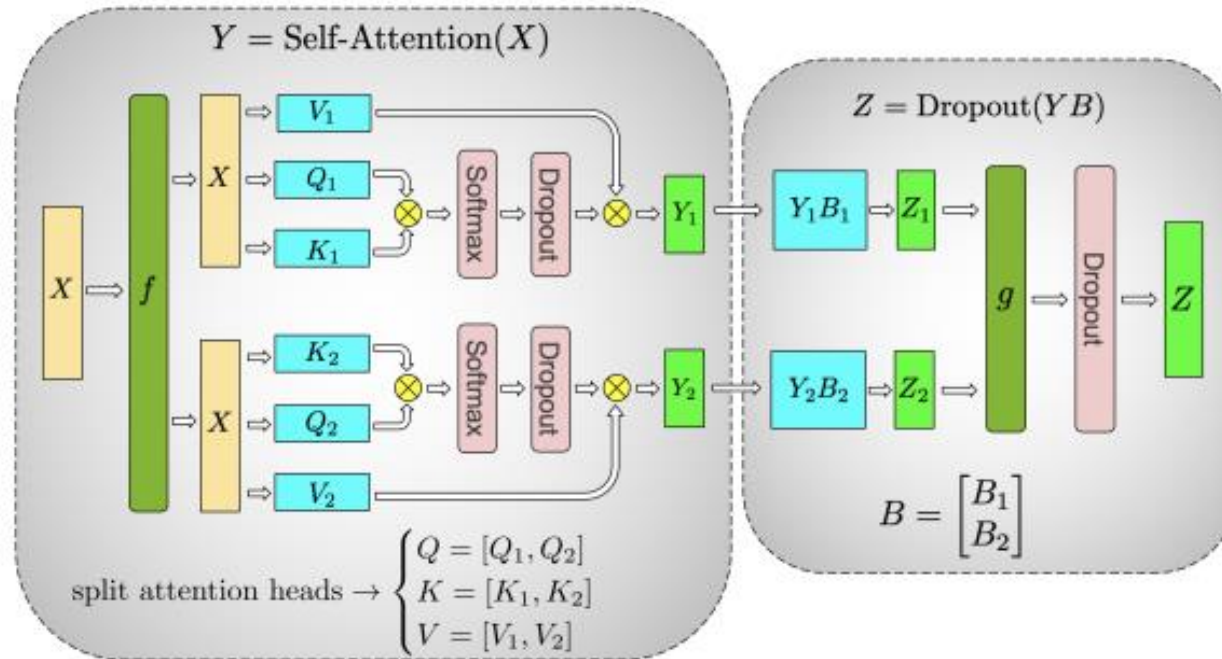 Y = Self-Attention(X)
X
f
X
V₁
Q₁
K₁
Softmax
Dropout
Y₁
X
K₂
Q₂
V₂
Softmax
Dropout
Y₂
split attention heads → { Q = [Q₁, Q₂]
K = [K₁, K₂]
V = [V₁, V₂]
Z = Dropout(YB)
Y₁B₁
Z₁
Y₂B₂
Z₂
g
Dropout
Z
B = [B₁
B₂]